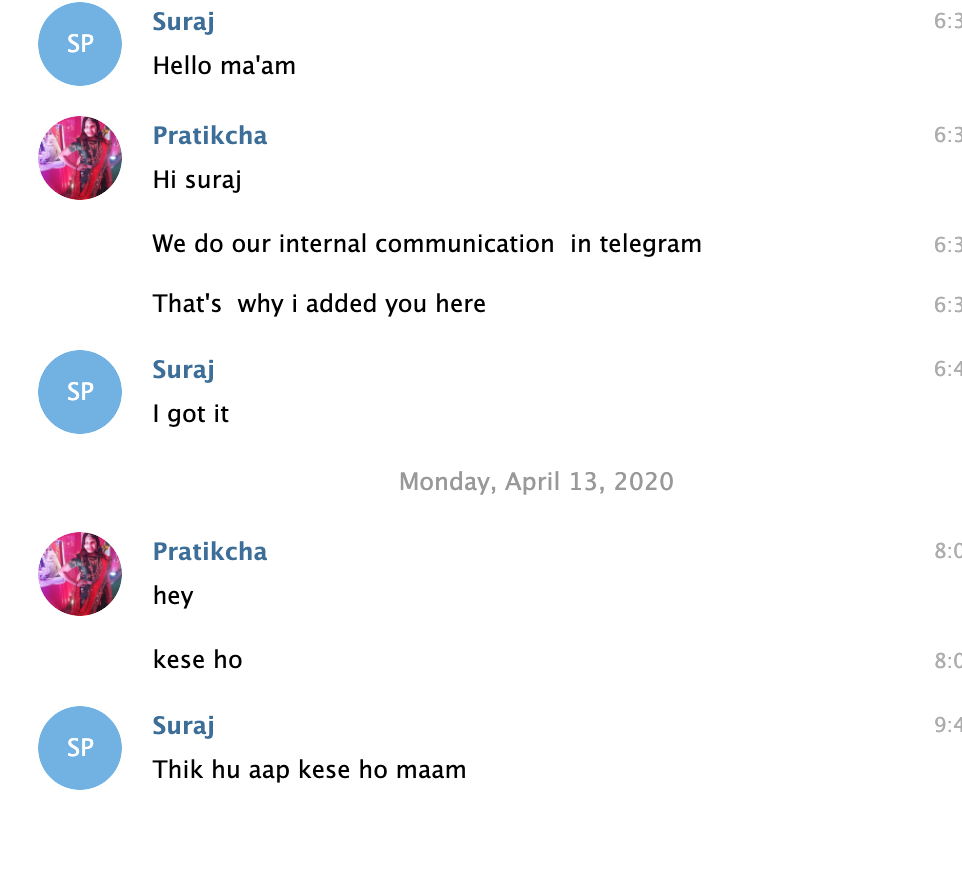 SP
Suraj
6:3
Hello ma'am
Pratikcha
6:3
Hi suraj
We do our internal communication  in telegram
6:3
That's  why i added you here
6:3
SP
Suraj
6:4
I got it
Monday, April 13, 2020
Pratikcha
8:0
hey
kese ho
8:0
SP
Suraj
9:4
Thik hu aap kese ho maam